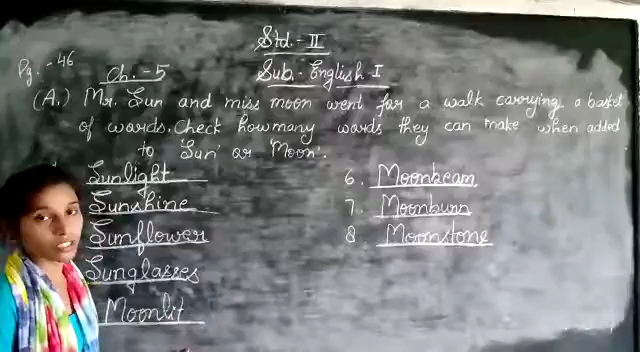 Std.- II
Pg. -46
Ch. -5
Sub.- English. I
(A.) Mr. Sun and miss moon went for a walk carrying a basket
of words. Check how many words they can make when added
to 'Sun' or 'Moon'.
Sunlight
Sunshine
Sunflower
Sunglasses
Moonlit
6. Moonbeam
7. Moonburn
8 Moonstone